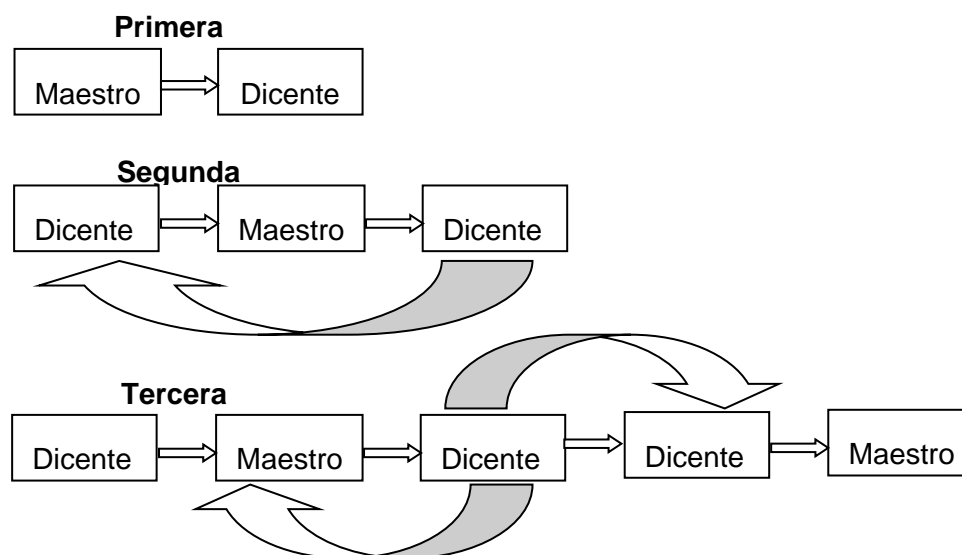 Primera
Maestro Dicente
Segunda
Dicente Maestro Dicente
Tercera
Dicente Maestro Dicente Dicente Maestro